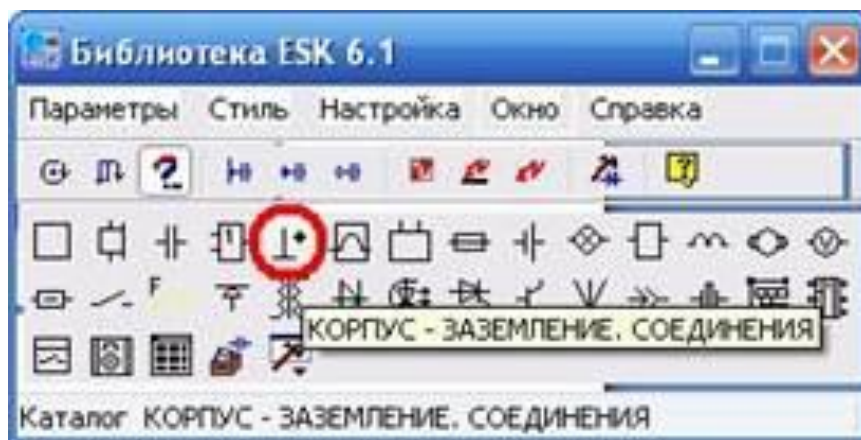 Библиотека ESK 6.1
Параметры Стиль Настройка Окно Справка
КОРПУС - ЗАЗЕМЛЕНИЕ. СОЕДИНЕНИЯ
Каталог КОРПУС - ЗАЗЕМЛЕНИЕ. СОЕДИНЕНИЯ